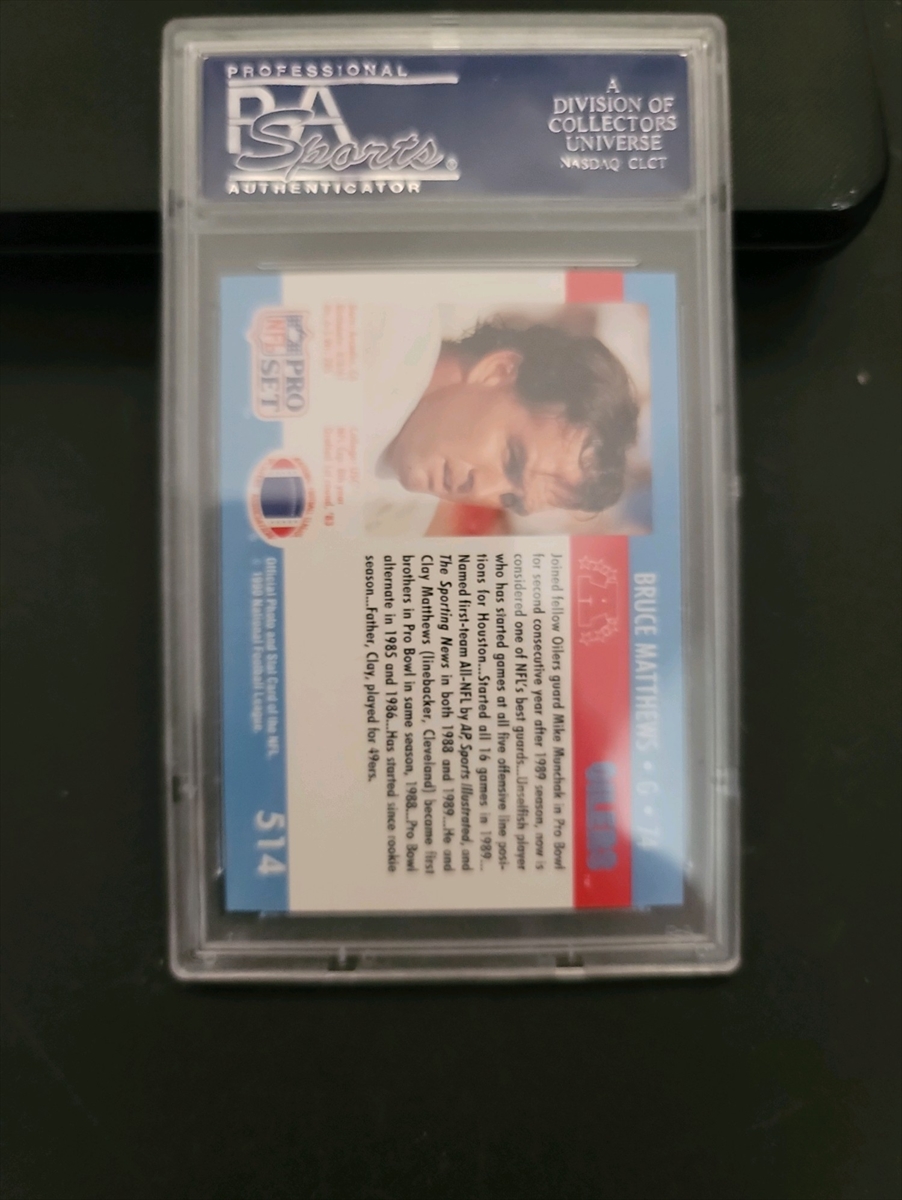 PROFESSIONAL
PSA
Sports®
AUTHENTICATOR
A
DIVISION OF
COLLECTORS
UNIVERSE
NASDAQ CLCT
BRUCE MATTHEWS • G • 74
OILERS
Joined fellow Oilers guard Mike Munchak in Pro Bowl
for second consecutive year after 1989 season, now is
considered one of NFL's best guards...Unselfish player
who has started games at all five offensive line posi-
tions for Houston...Started all 16 games in 1989...
Named first-team All-NFL by AP, Sports Illustrated, and
The Sporting News in both 1988 and 1989...He and
Clay Matthews (linebacker, Cleveland) became first
brothers in Pro Bowl in same season, 1988...Pro Bowl
alternate in 1985 and 1986...Has started since rookie
season...Father, Clay, played for 49ers.
NFL
PRO
SET
Official Photo and Stat Card of the NFL.
© 1990 National Football League.
514